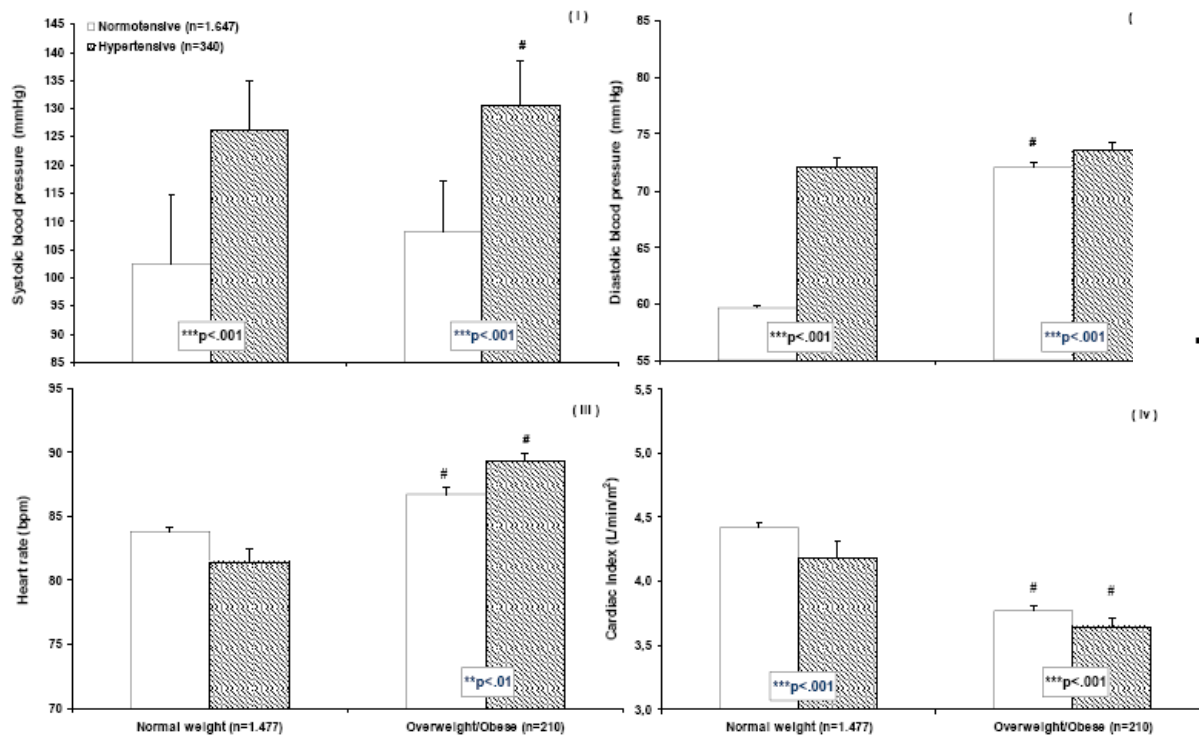 ( I )
Normotensive (n=1.647)
Hypertensive (n=340)
#
Systolic blood pressure (mmHg)
145
140
135
130
125
120
115
110
105
100
95
90
85
***p<.001
***p<.001
(
#
Diastolic blood pressure (mmHg)
85
80
75
70
65
60
55
***p<.001
***p<.001
( III )
#
#
Heart rate (bpm)
95
90
85
80
75
70
**p<.01
Normal weight (n=1.477)
Overweight/Obese (n=210)
( Iv )
#
#
Cardiac Index (L/min/m²)
5,5
5,0
4,5
4,0
3,5
3,0
***p<.001
***p<.001
Normal weight (n=1.477)
Overweight/Obese (n=210)